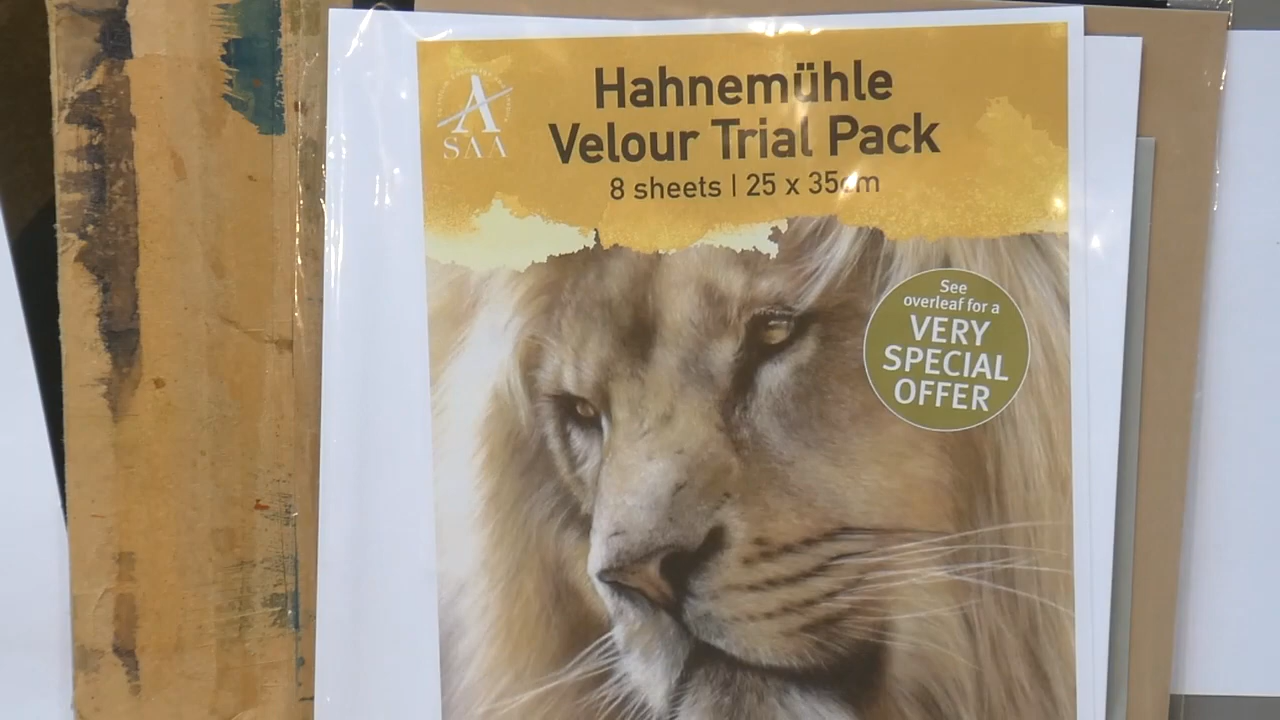 Hahnemühle
Velour Trial Pack
8 sheets | 25 x 35cm
SAA
See
overleaf for a
VERY
SPECIAL
OFFER